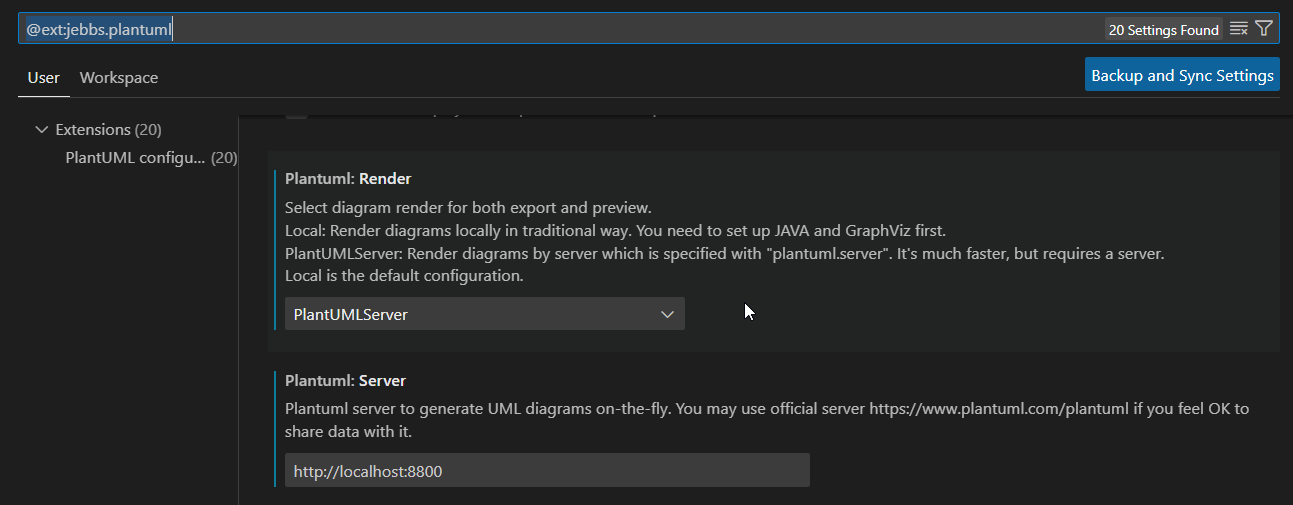 @ext:jebbs.plantuml
20 Settings Found
User
Workspace
Backup and Sync Settings
Extensions (20)
PlantUML configu... (20)
Plantuml: Render
Select diagram render for both export and preview.
Local: Render diagrams locally in traditional way. You need to set up JAVA and GraphViz first.
PlantUMLServer: Render diagrams by server which is specified with "plantuml.server". It's much faster, but requires a server.
Local is the default configuration.
PlantUMLServer
Plantuml: Server
Plantuml server to generate UML diagrams on-the-fly. You may use official server https://www.plantuml.com/plantuml if you feel OK to
share data with it.
http://localhost:8800